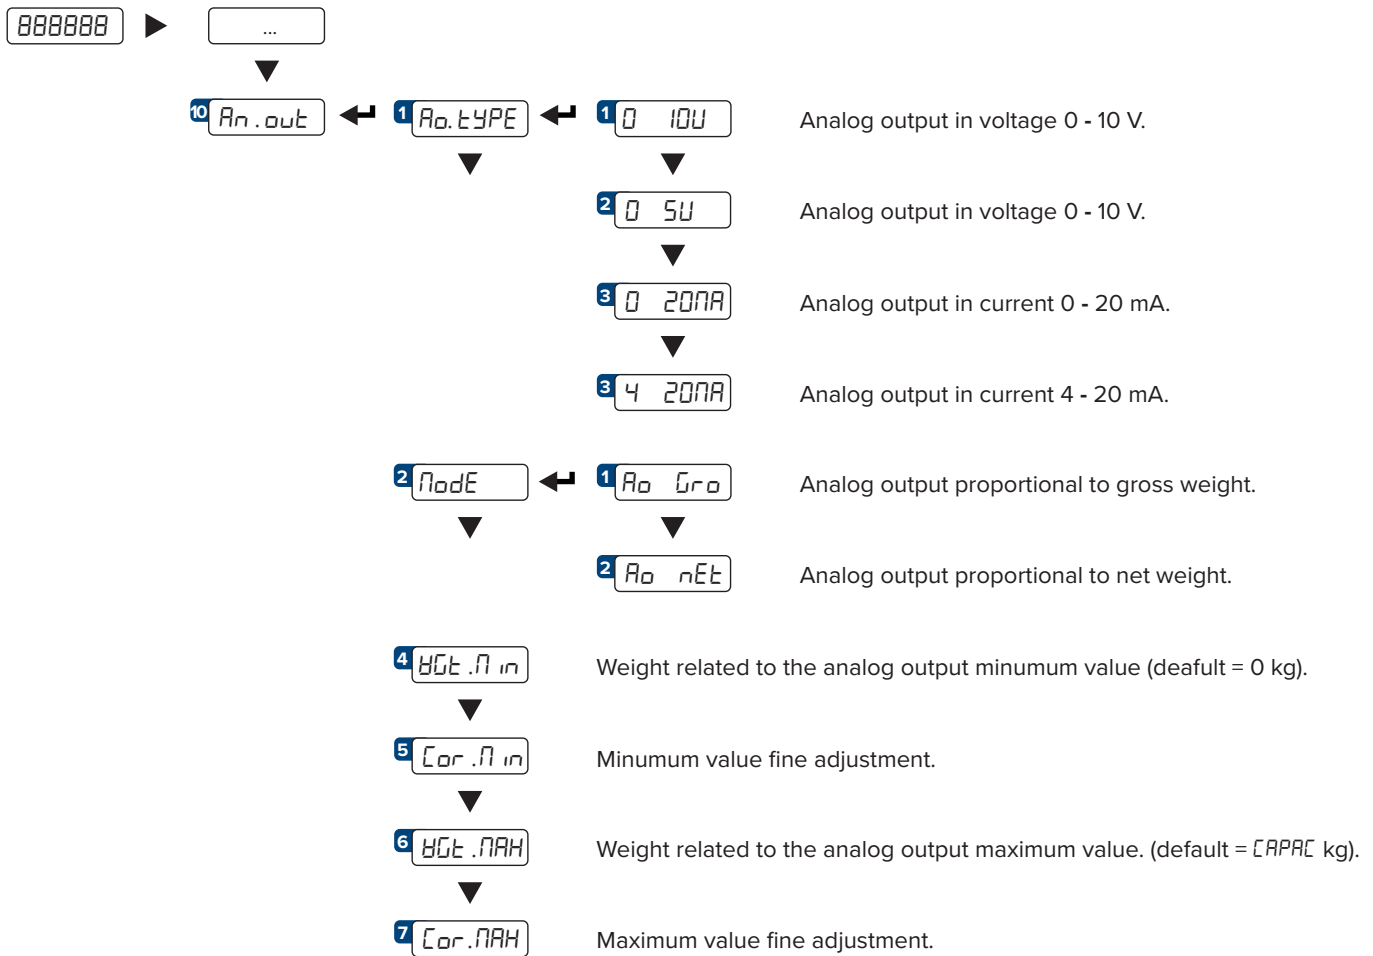 888888 ...
10 An.out 1 Ao.tYPE 1 0 10V Analog output in voltage 0 - 10 V.
2 0 5V Analog output in voltage 0 - 10 V.
3 0 20MA Analog output in current 0 - 20 mA.
3 4 20MA Analog output in current 4 - 20 mA.
2 ModE 1 Ao Gro Analog output proportional to gross weight.
2 Ao nEt Analog output proportional to net weight.
4 WGt.Min Weight related to the analog output minumum value (deafult = 0 kg).
5 Cor.Min Minumum value fine adjustment.
6 WGt.MAX Weight related to the analog output maximum value. (default = CAPAC kg).
7 Cor.MAX Maximum value fine adjustment.